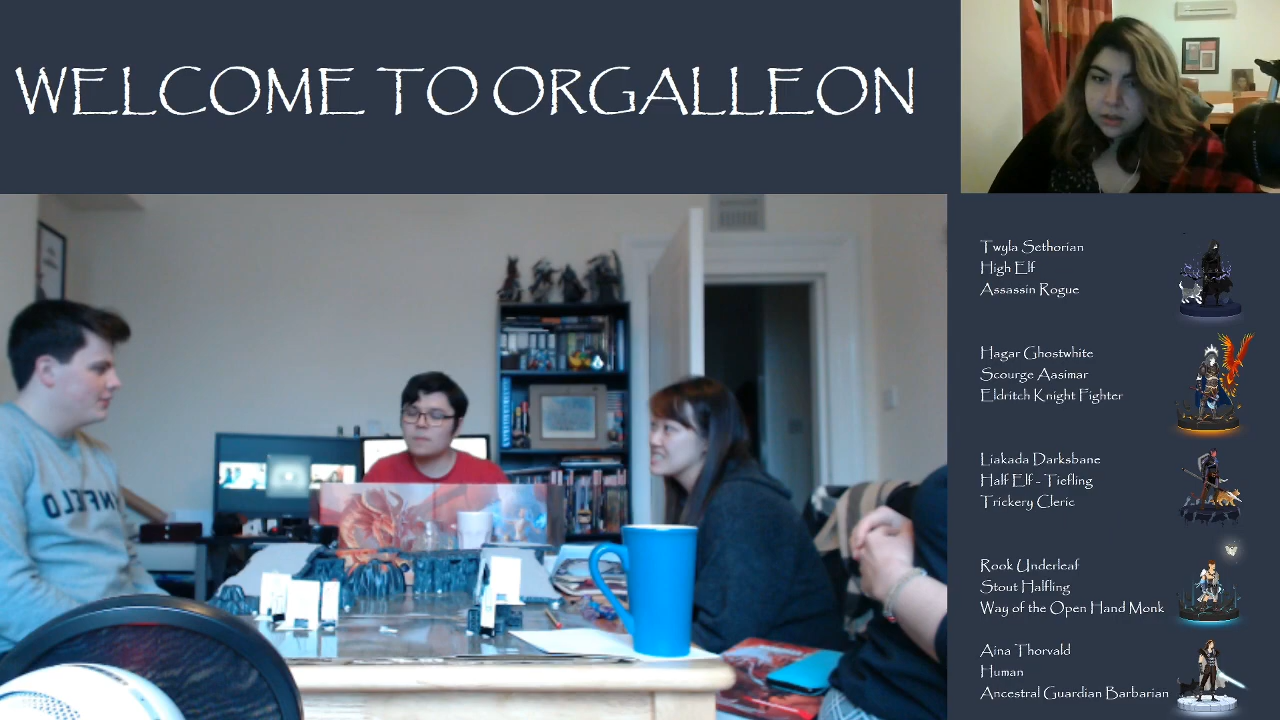 WELCOME TO ORGALLEON
Twyla Sethorian
High Elf
Assassin Rogue
Hagar Ghostwhite
Scourge Aasimar
Eldritch Knight Fighter
Liakada Darksbane
Half Elf - Tiefling
Trickery Cleric
Rook Underleaf
Stout Halfling
Way of the Open Hand Monk
Aina Thorvald
Human
Ancestral Guardian Barbarian